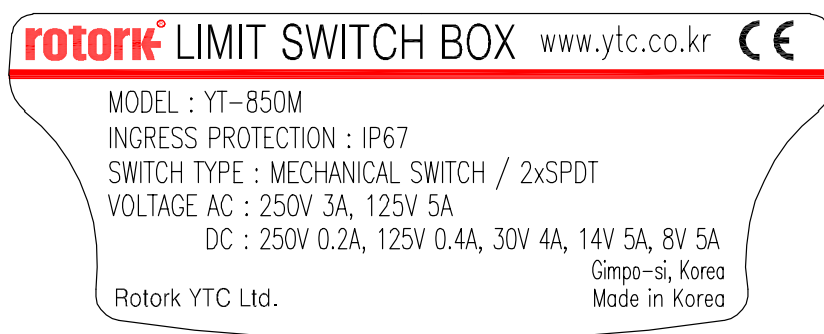 rotork LIMIT SWITCH BOX www.ytc.co.kr CE
MODEL : YT-850M
INGRESS PROTECTION : IP67
SWITCH TYPE : MECHANICAL SWITCH / 2xSPDT
VOLTAGE AC : 250V 3A, 125V 5A
DC : 250V 0.2A, 125V 0.4A, 30V 4A, 14V 5A, 8V 5A
Gimpo-si, Korea
Rotork YTC Ltd. Made in Korea